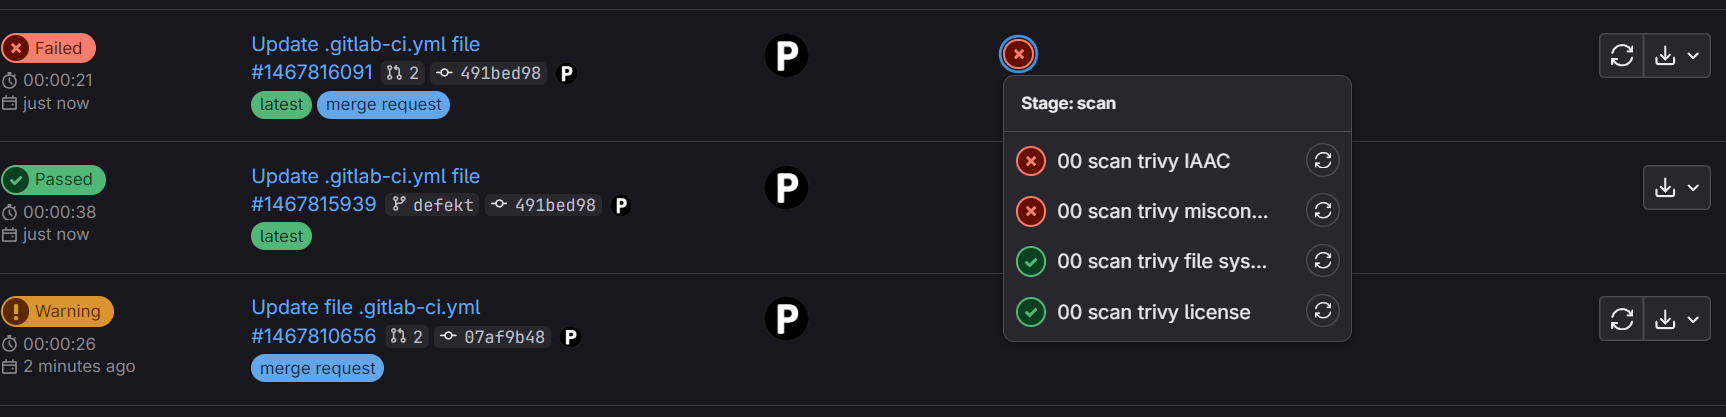 Failed
00:00:21
just now
Update .gitlab-ci.yml file
#1467816091 2 491bed98 P
latest merge request
P
Stage: scan
00 scan trivy IAAC
00 scan trivy miscon...
00 scan trivy file sys...
00 scan trivy license
Passed
00:00:38
just now
Update .gitlab-ci.yml file
#1467815939 defekt 491bed98 P
latest
P
Warning
00:00:26
2 minutes ago
Update file .gitlab-ci.yml
#1467810656 2 07af9b48 P
merge request
P